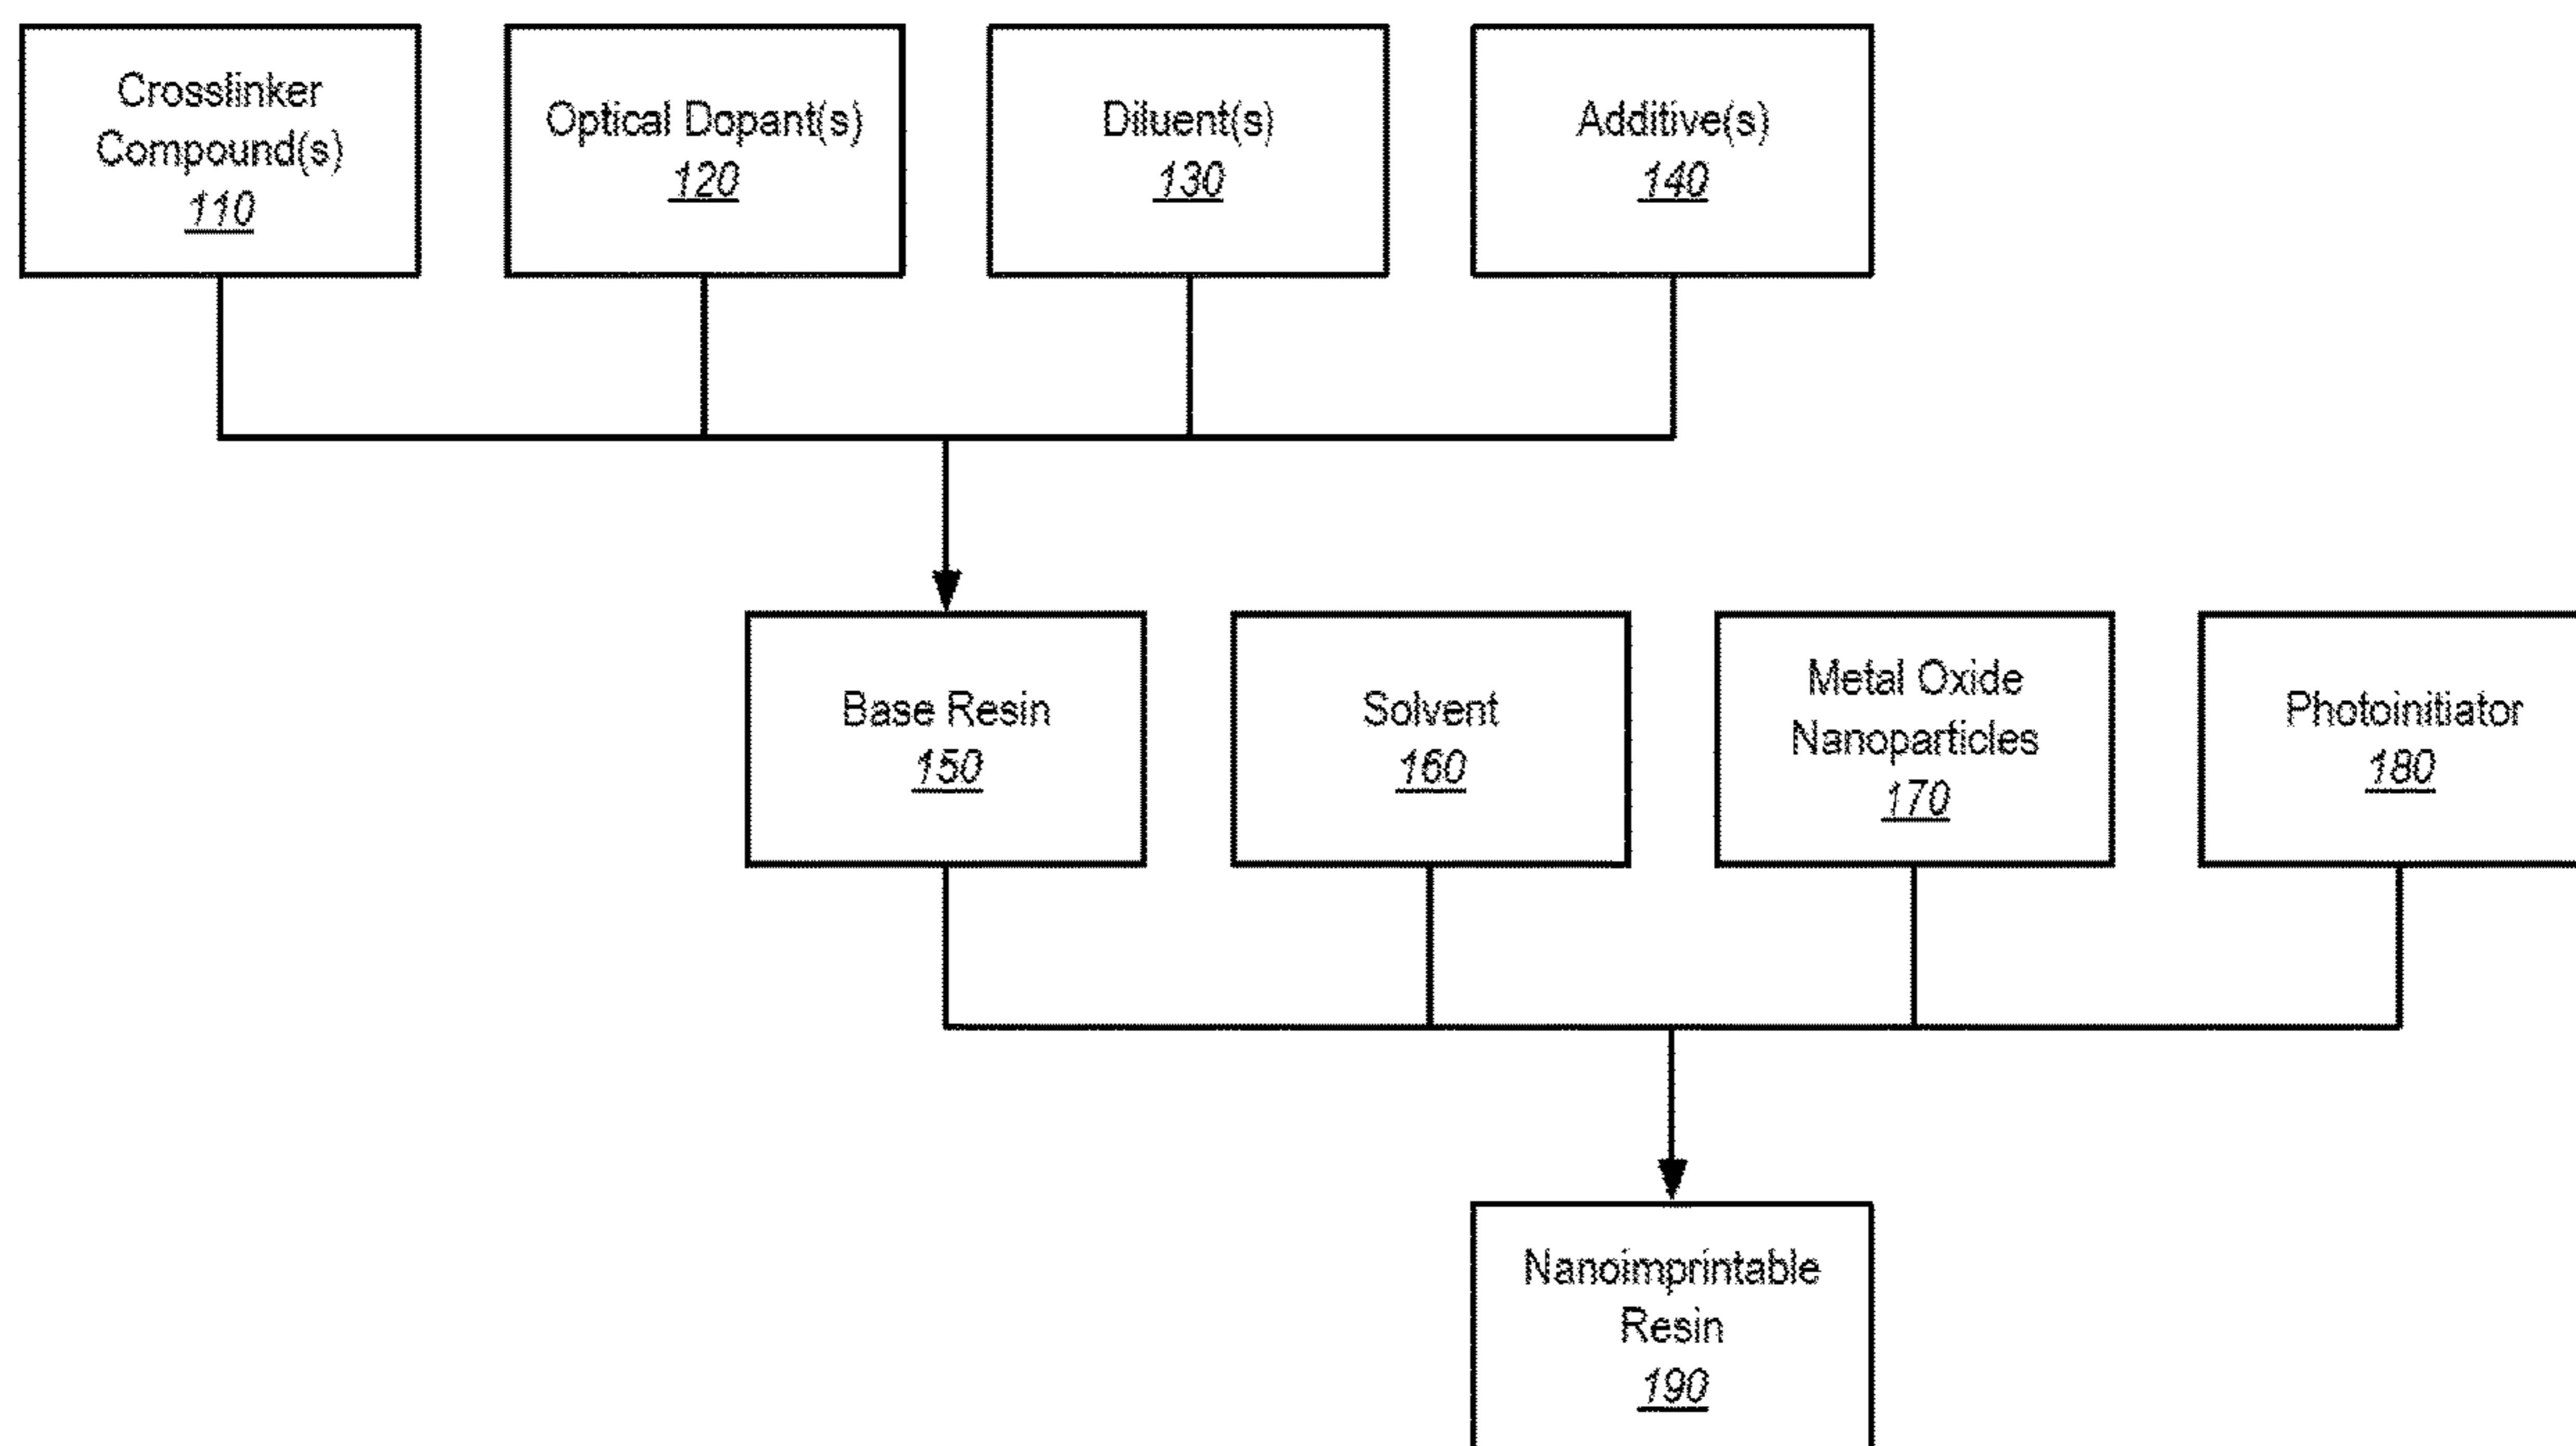 Crosslinker
Compound(s)
110
Optical Dopant(s)
120
Diluent(s)
130
Additive(s)
140
Base Resin
150
Solvent
160
Metal Oxide
Nanoparticles
170
Photoinitiator
180
Nanoimprintable
Resin
190